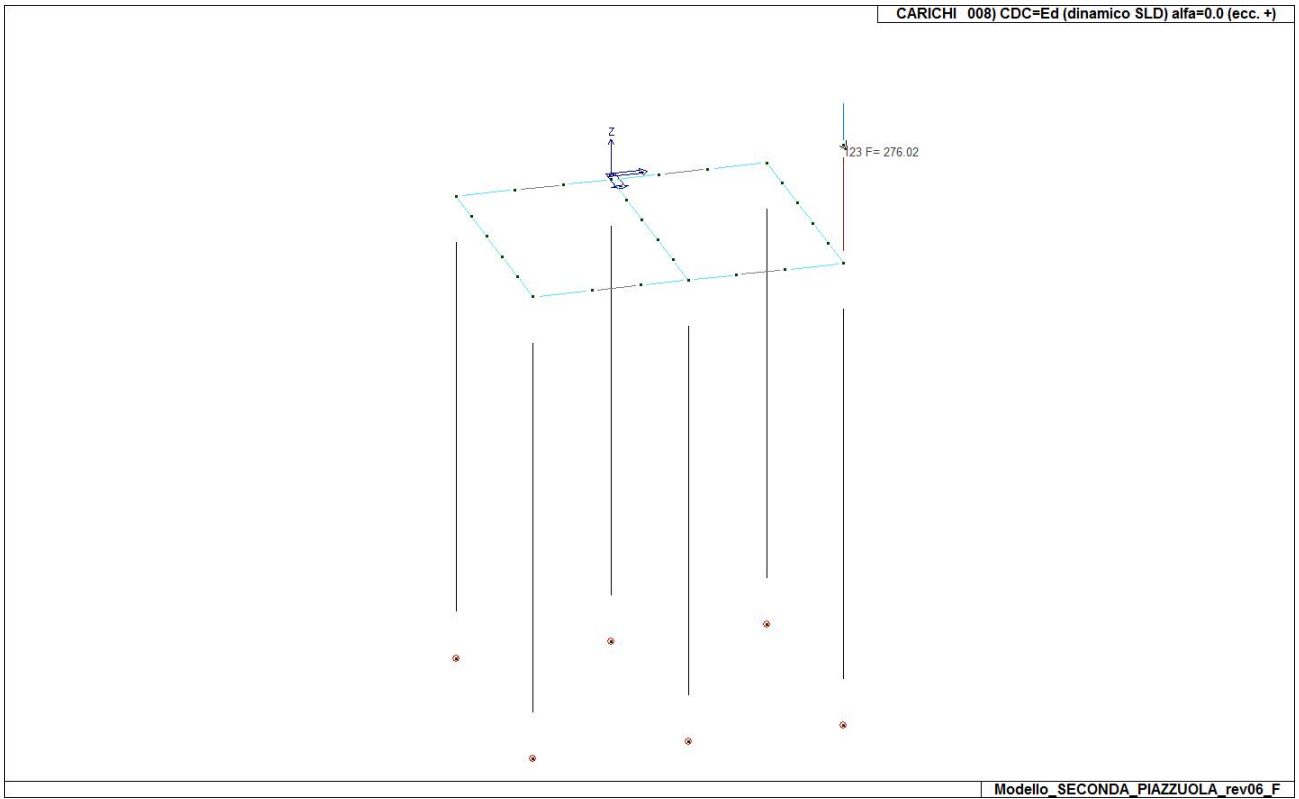 CARICHI 008) CDC=Ed (dinamico SLD) alfa=0.0 (ecc. +)
Z
123 F= 276.02
Modello_SECONDA_PIAZZUOLA_rev06_F